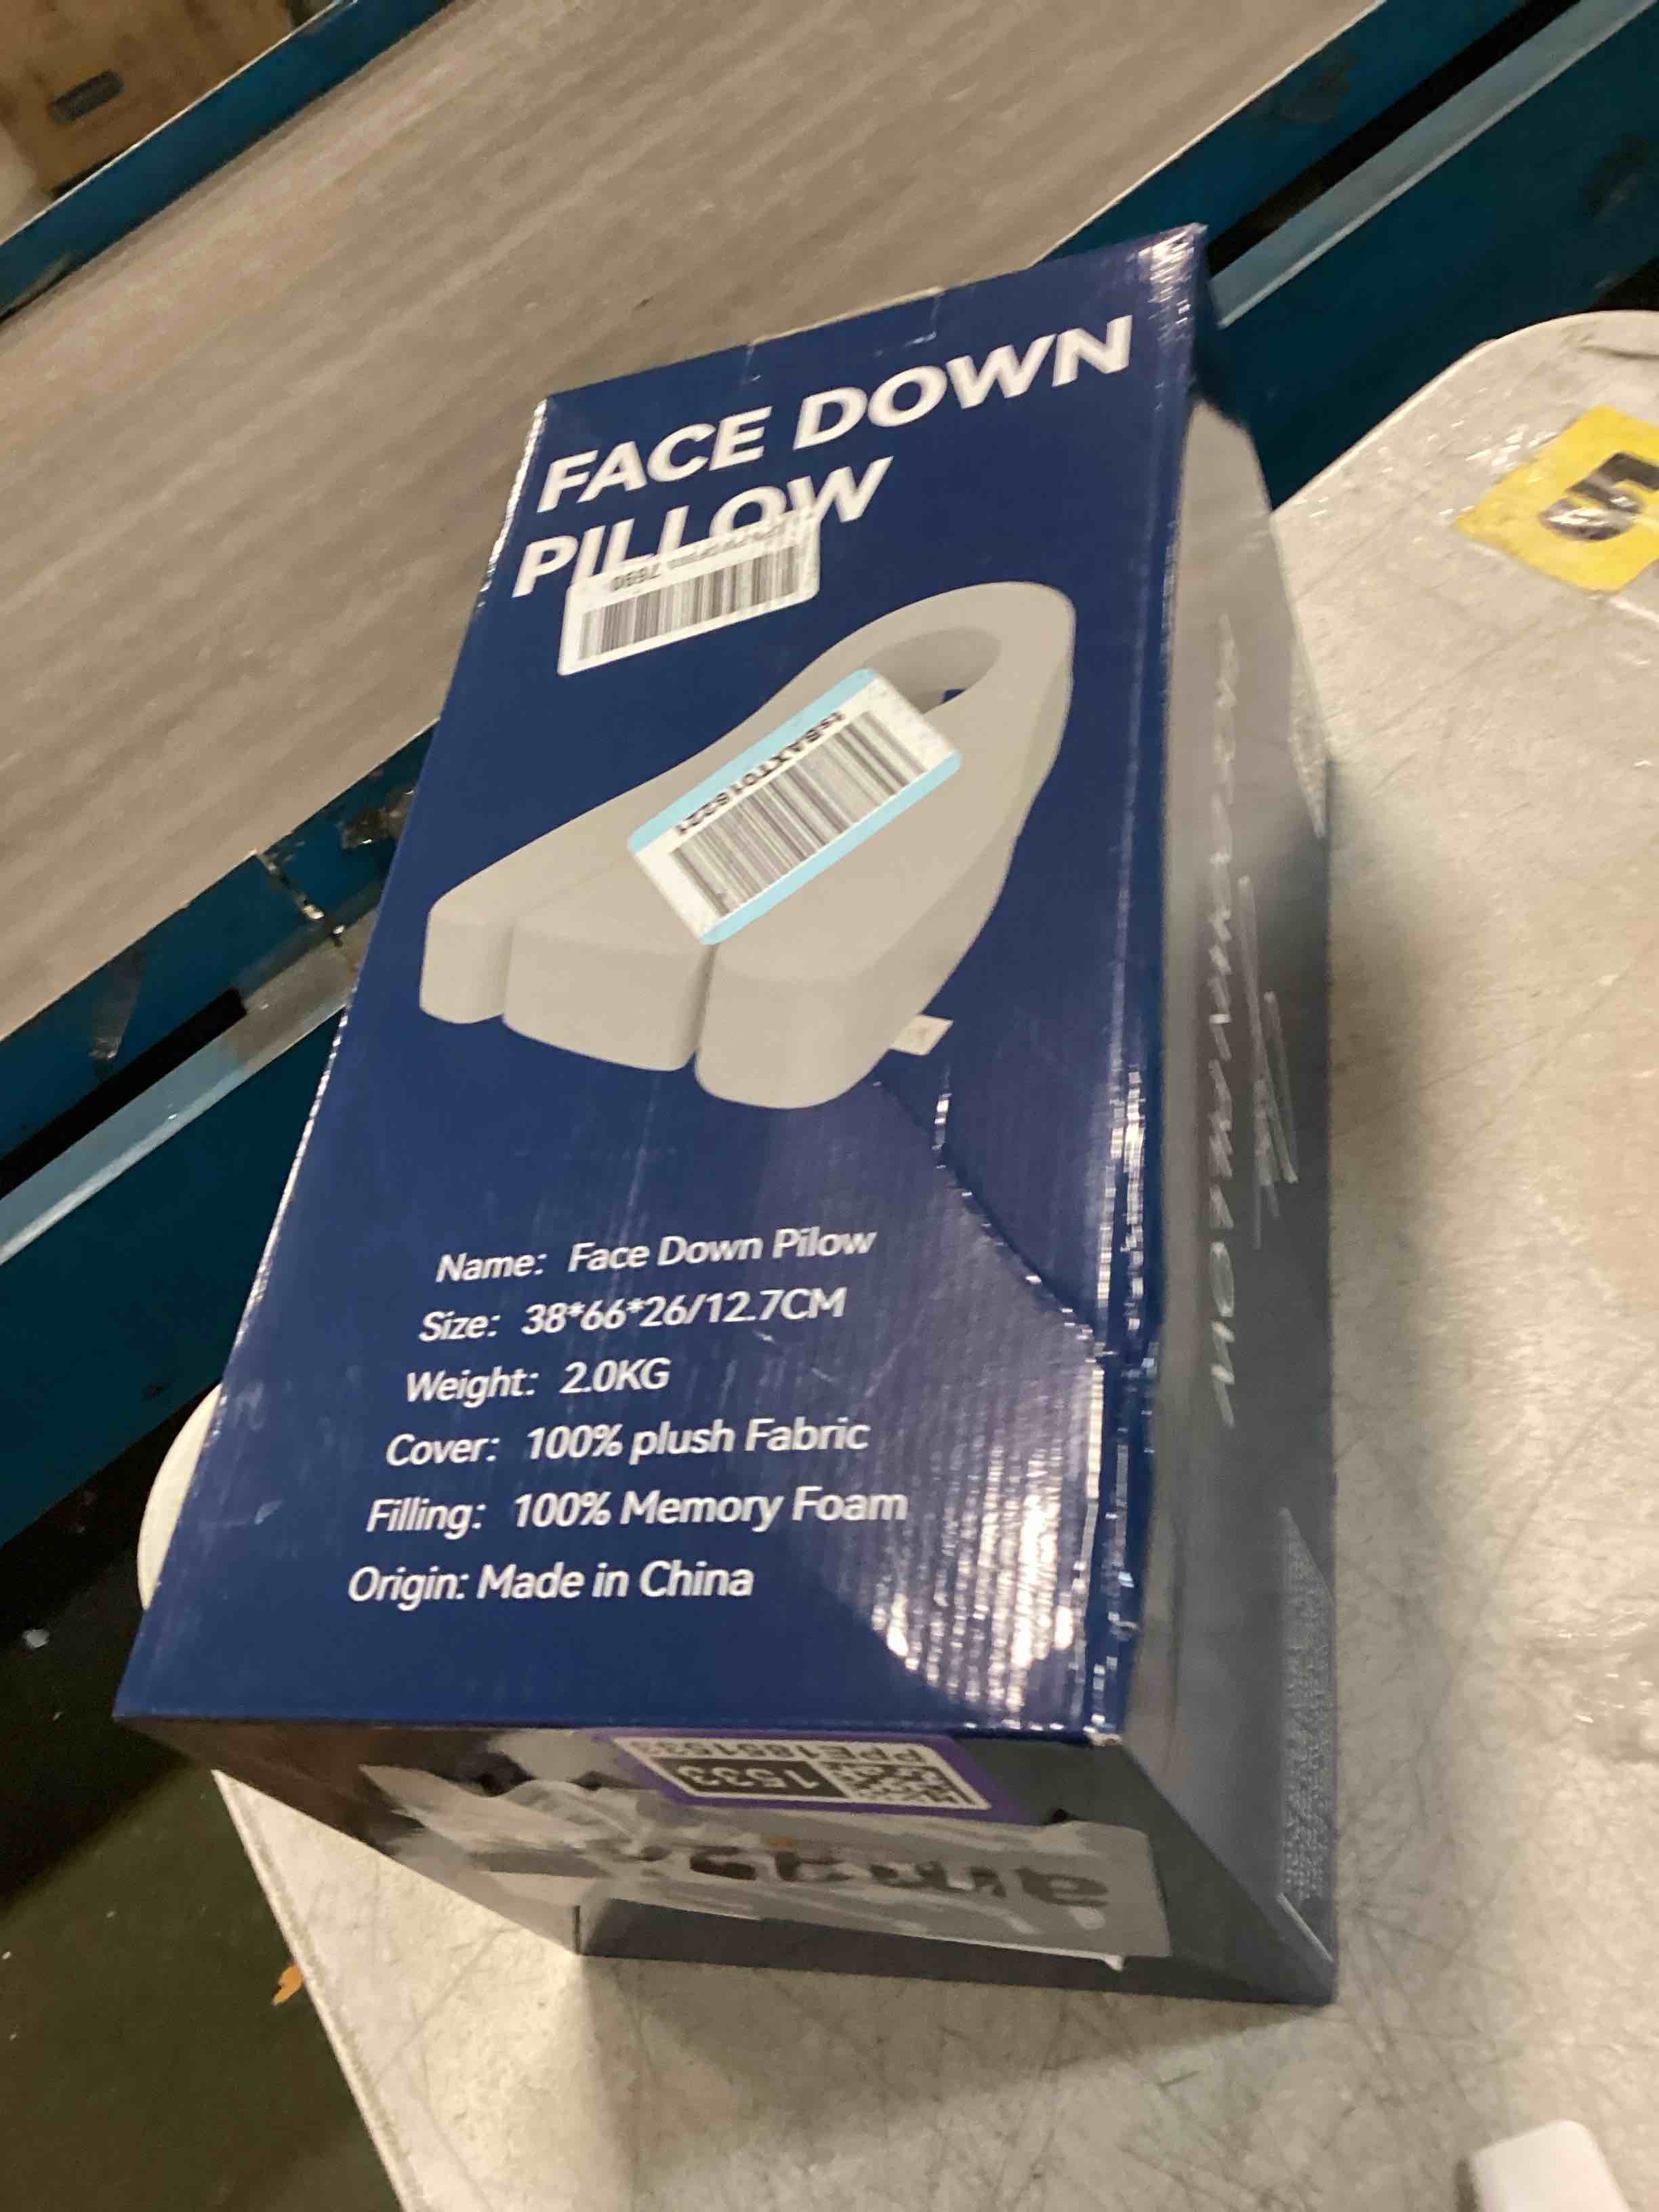 FACE DOWN
PILLOW
Name: Face Down Pilow
Size: 38*66*26/12.7CM
Weight: 2.0KG
Cover: 100% plush Fabric
Filling: 100% Memory Foam
Origin: Made in China
1533
5